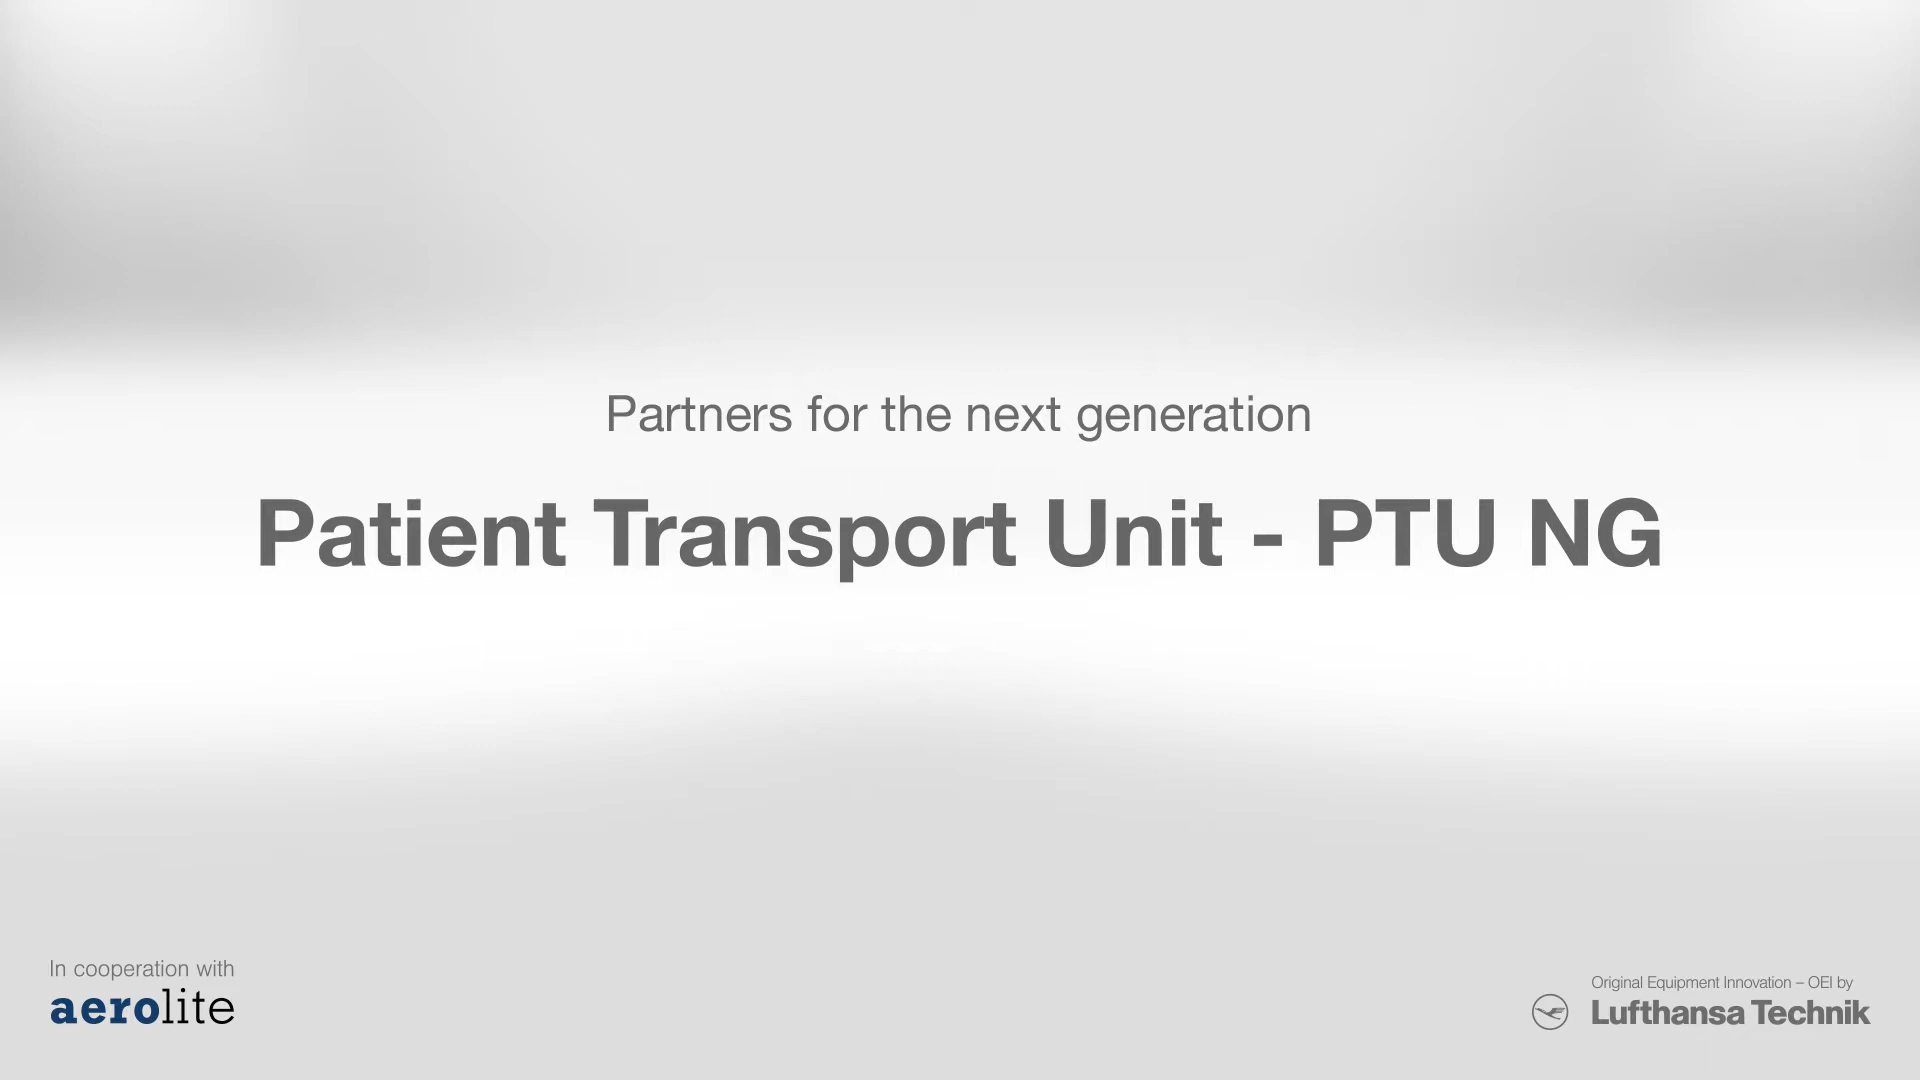 Partners for the next generation
Patient Transport Unit - PTU NG
In cooperation with
aerolite
Original Equipment Innovation – OEI by
Lufthansa Technik